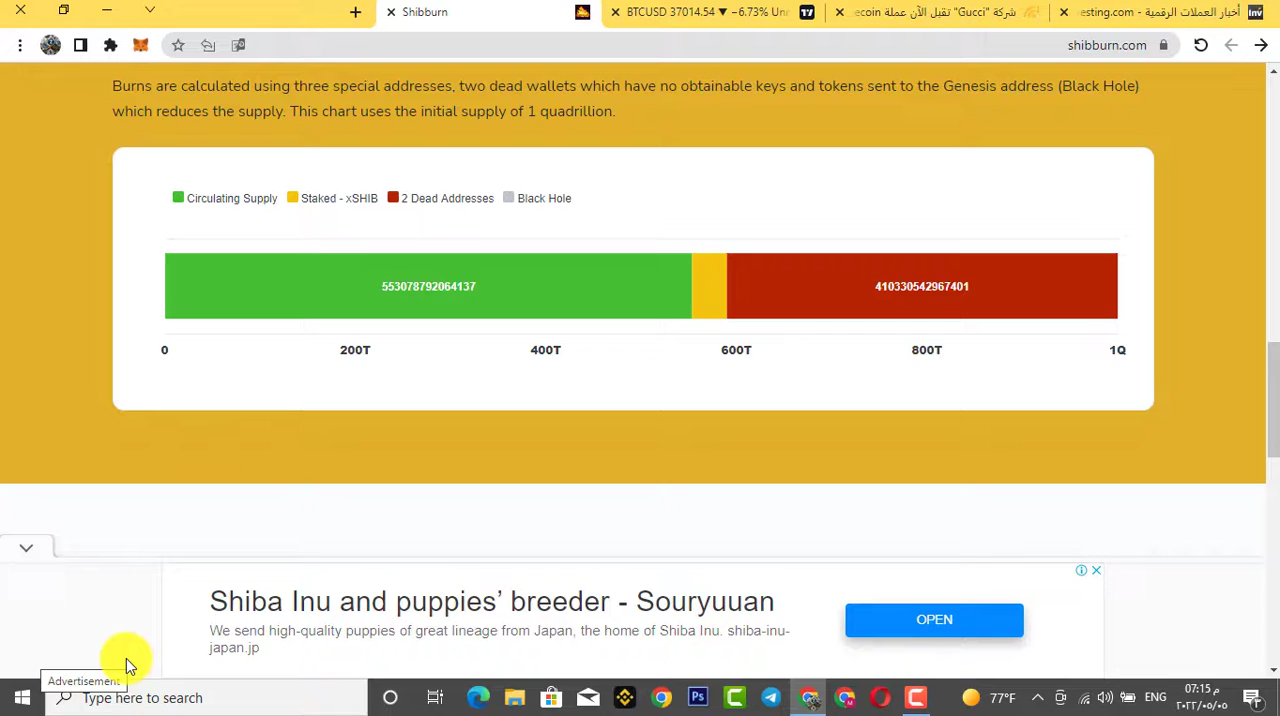 Shibburn
BTCUSD 37014.54 ▼ −6.73% Unn
شركة "Gucci" تقبل الآن عملة ecoin
esting.com - أخبار العملات الرقمية
shibburn.com
Burns are calculated using three special addresses, two dead wallets which have no obtainable keys and tokens sent to the Genesis address (Black Hole)
which reduces the supply. This chart uses the initial supply of 1 quadrillion.
Circulating Supply Staked - xSHIB 2 Dead Addresses Black Hole
553078792064137 410330542967401
0 200T 400T 600T 800T 1Q
Shiba Inu and puppies’ breeder - Souryuuan
We send high-quality puppies of great lineage from Japan, the home of Shiba Inu. shiba-inu-
japan.jp
OPEN
Advertisement
Type here to search
77°F
ENG
07:15 م
٢٠٢٢/٠٥/٠٥